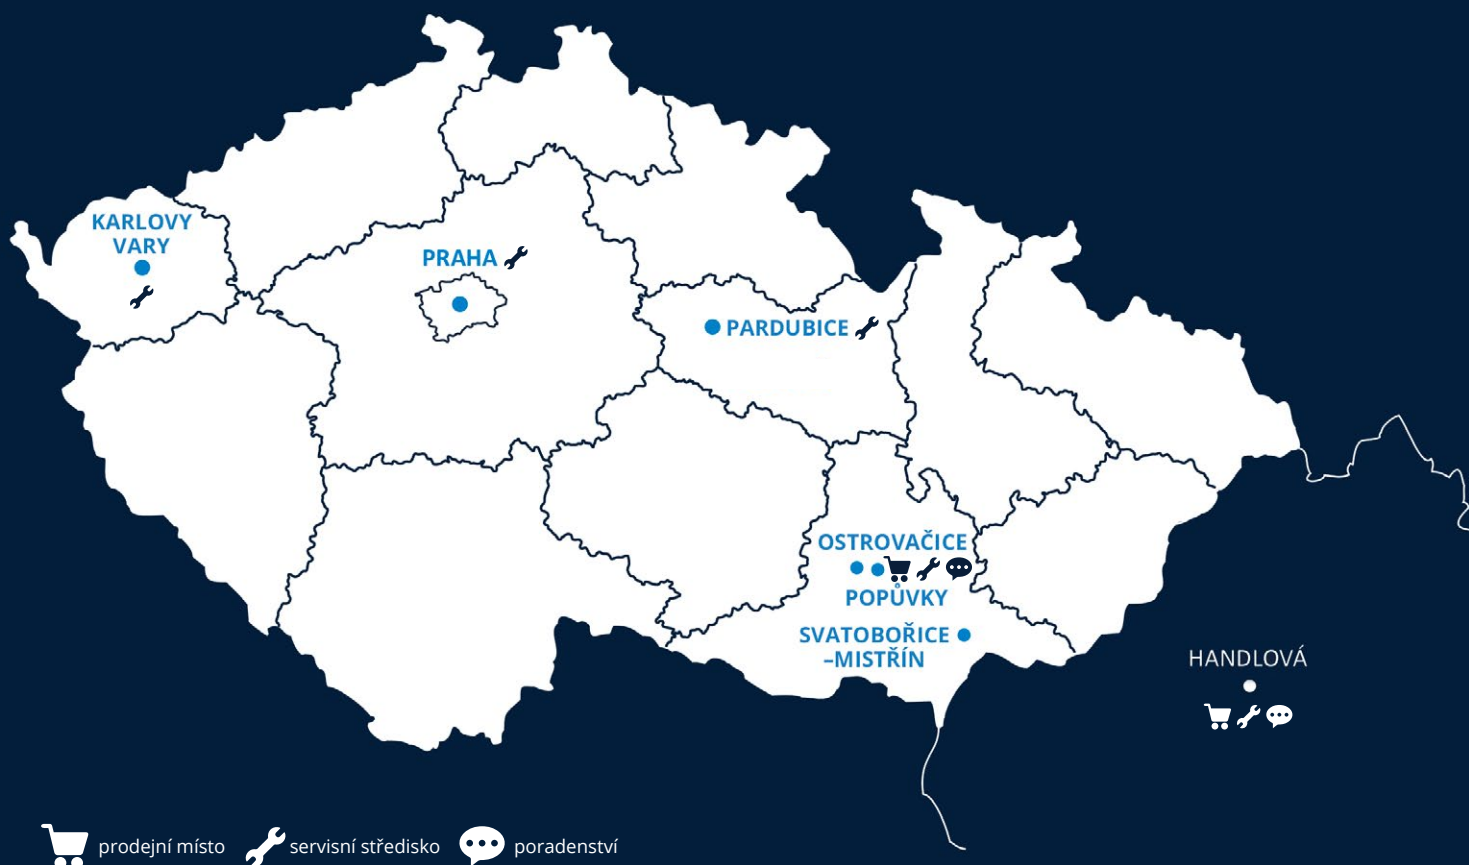 KARLOVY
VARY
PRAHA
PARDUBICE
OSTROVAČICE
POPŮVKY
SVATOBOŘICE
–MISTŘÍN
HANDLOVÁ
prodejní místo
servisní středisko
poradenství